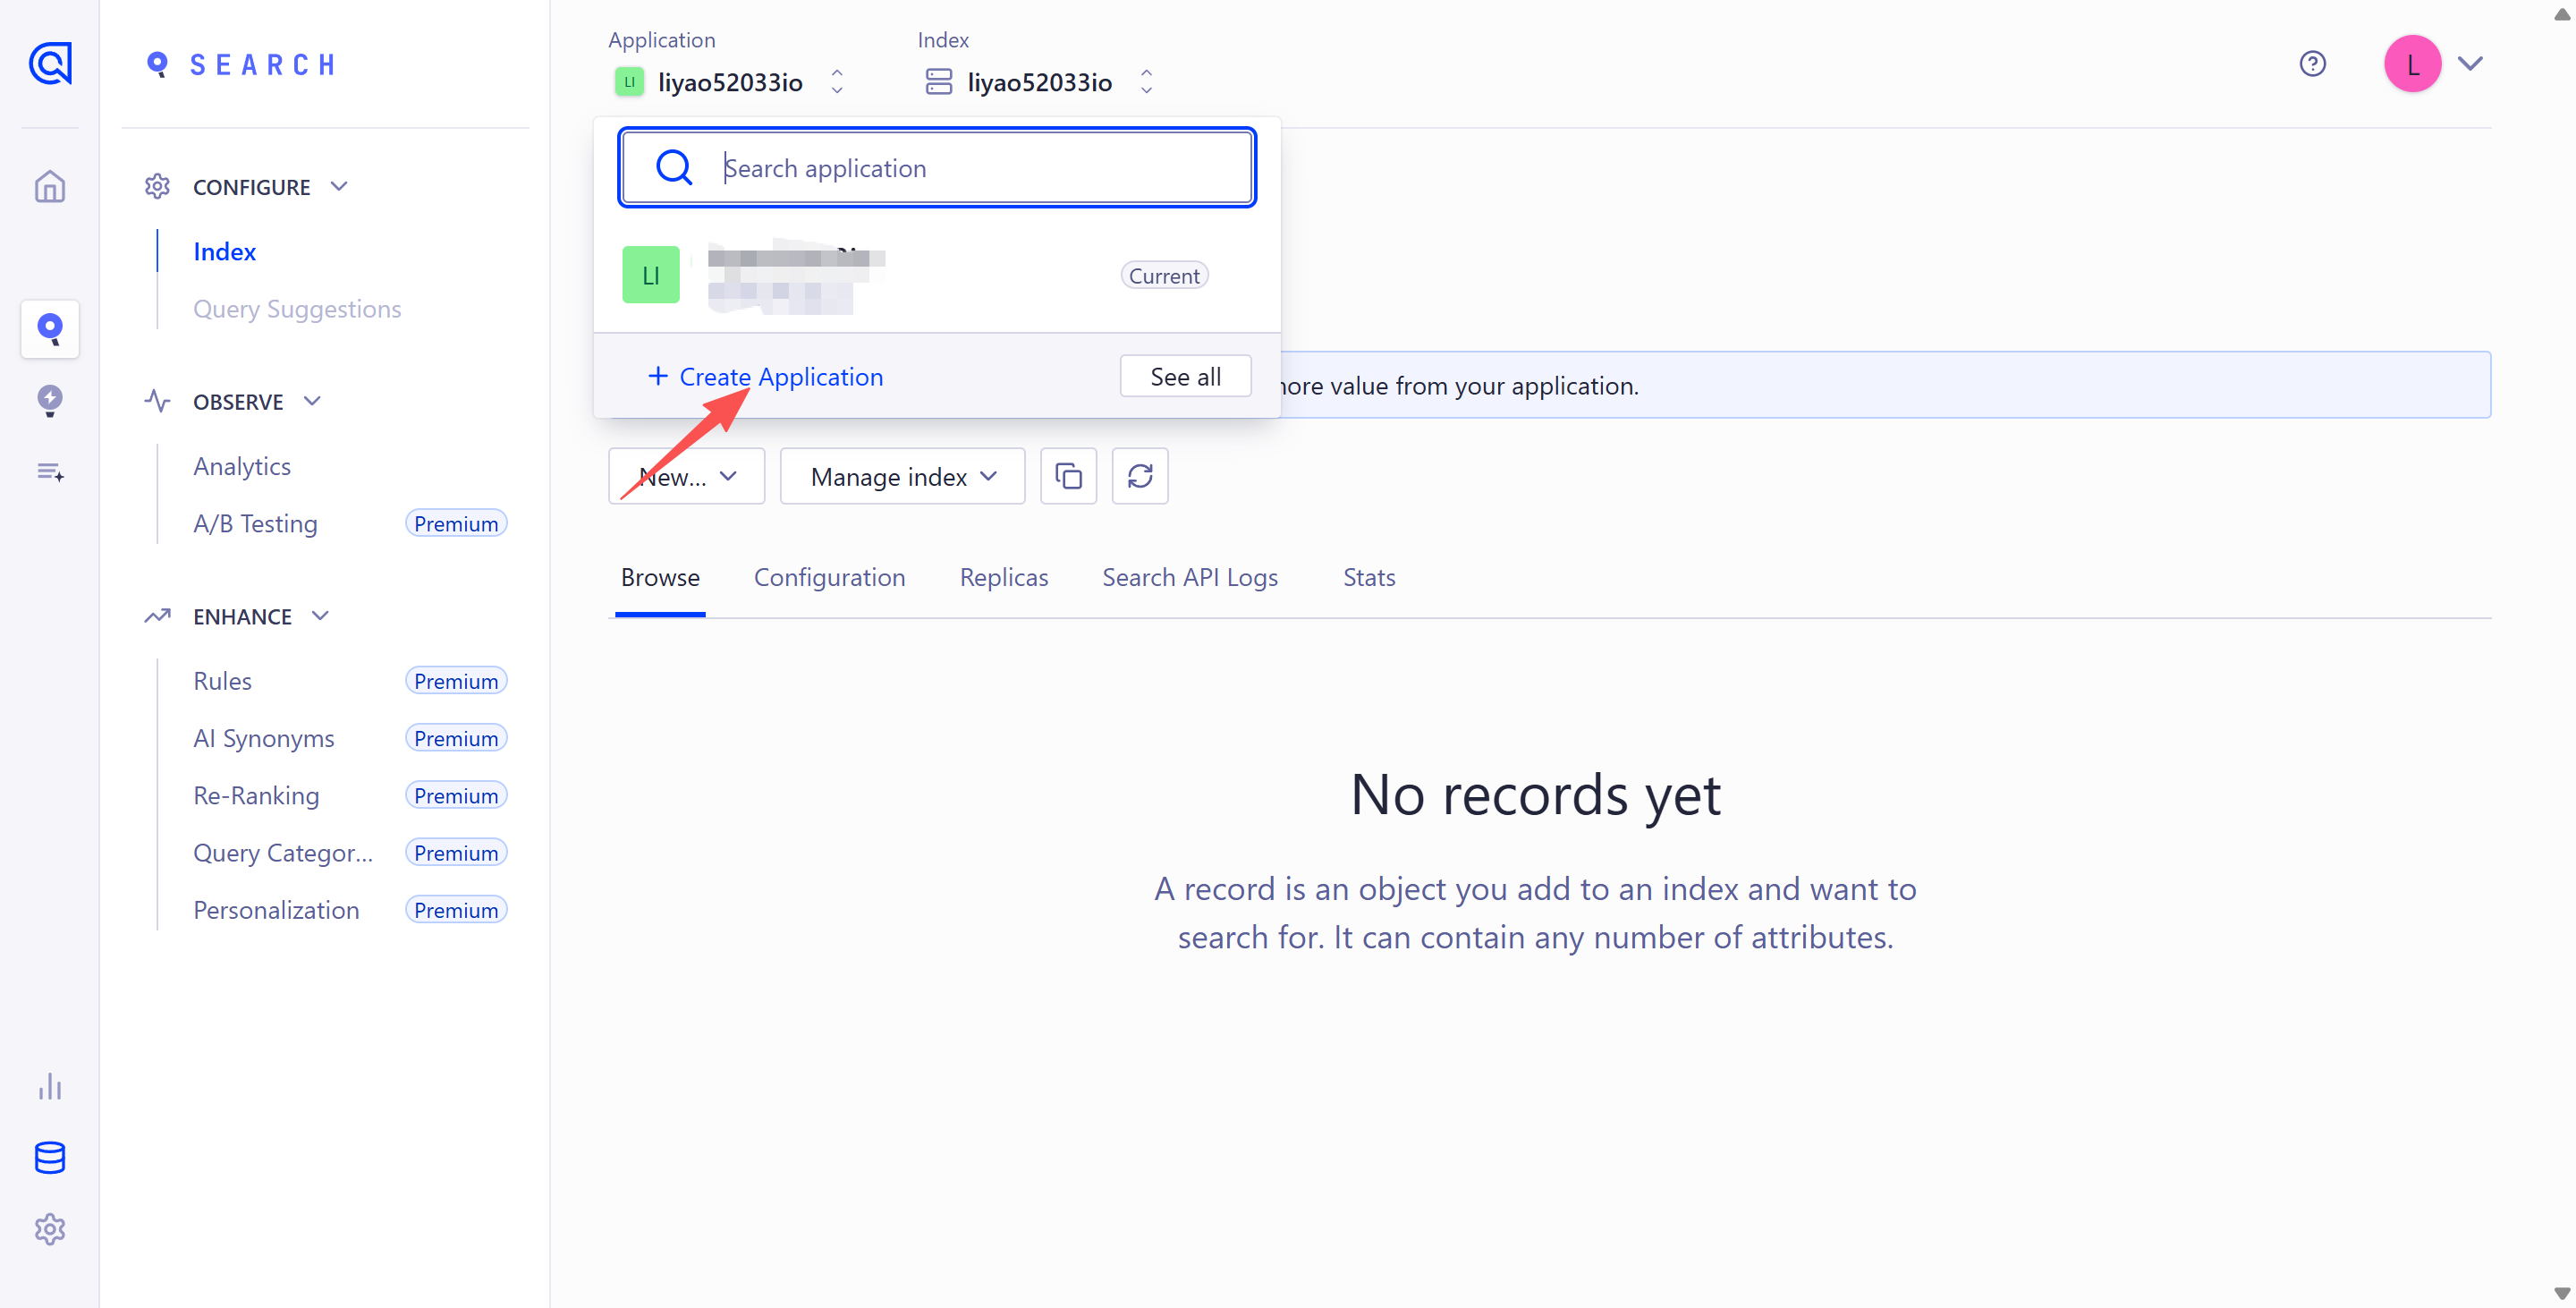 SEARCH
CONFIGURE
Index
Query Suggestions
OBSERVE
Analytics
A/B Testing Premium
ENHANCE
Rules Premium
AI Synonyms Premium
Re-Ranking Premium
Query Categor... Premium
Personalization Premium
Application
LI liyao52033io
Index
liyao52033io
L
Search application
LI
Current
+ Create Application
See all
more value from your application.
New...
Manage index
Browse
Configuration
Replicas
Search API Logs
Stats
No records yet
A record is an object you add to an index and want to
search for. It can contain any number of attributes.